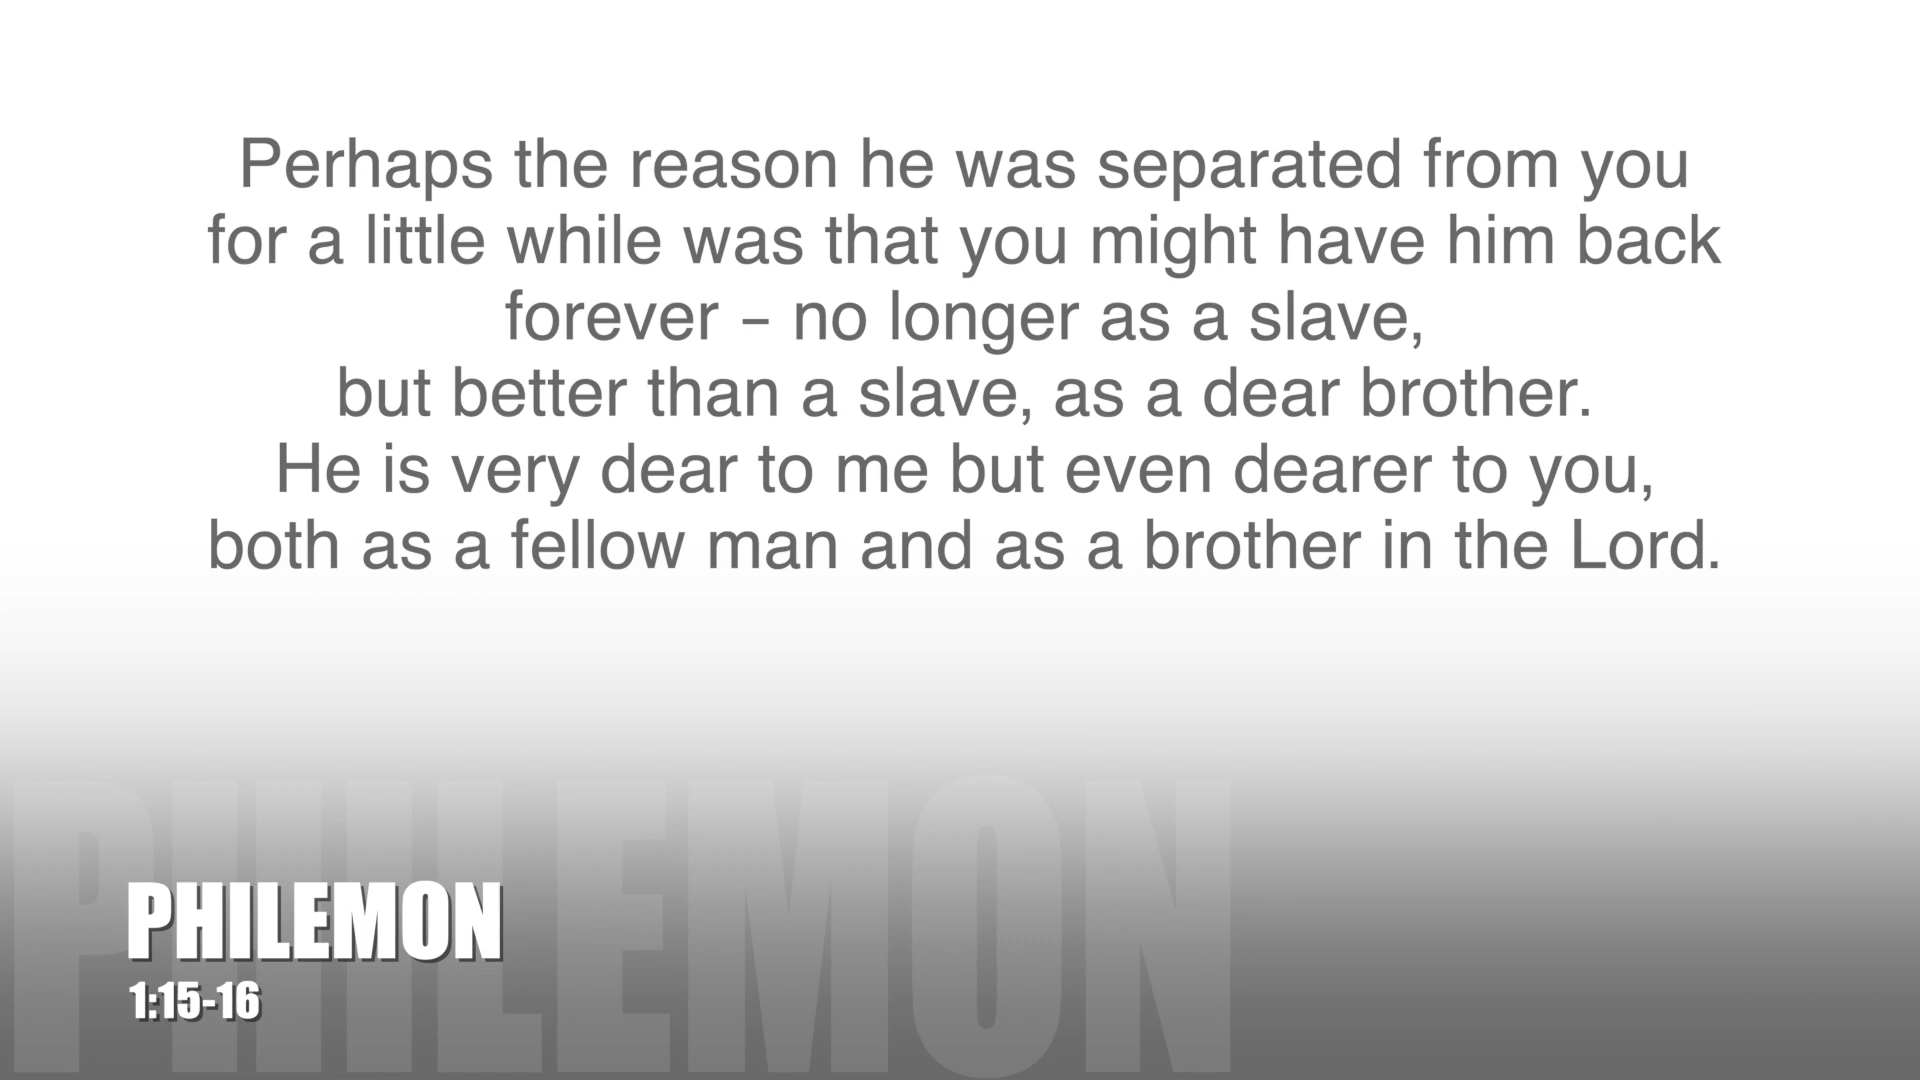 Perhaps the reason he was separated from you
for a little while was that you might have him back
forever – no longer as a slave,
but better than a slave, as a dear brother.
He is very dear to me but even dearer to you,
both as a fellow man and as a brother in the Lord.
PHILEMON
PHILEMON
1:15-16